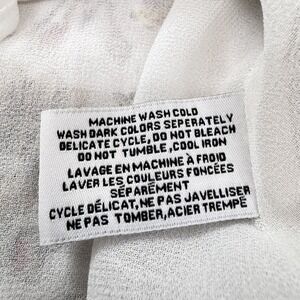 MACHINE WASH COLD
WASH DARK COLORS SEPERATELY
DELICATE CYCLE, DO NOT BLEACH
DO NOT TUMBLE ,COOL IRON
LAVAGE EN MACHINE À FROID
LAVER LES COULEURS FONCÉES
SÉPARÉMENT
CYCLE DÉLICAT, NE PAS JAVELLISER
NE PAS TOMBER, ACIER TREMPÉ